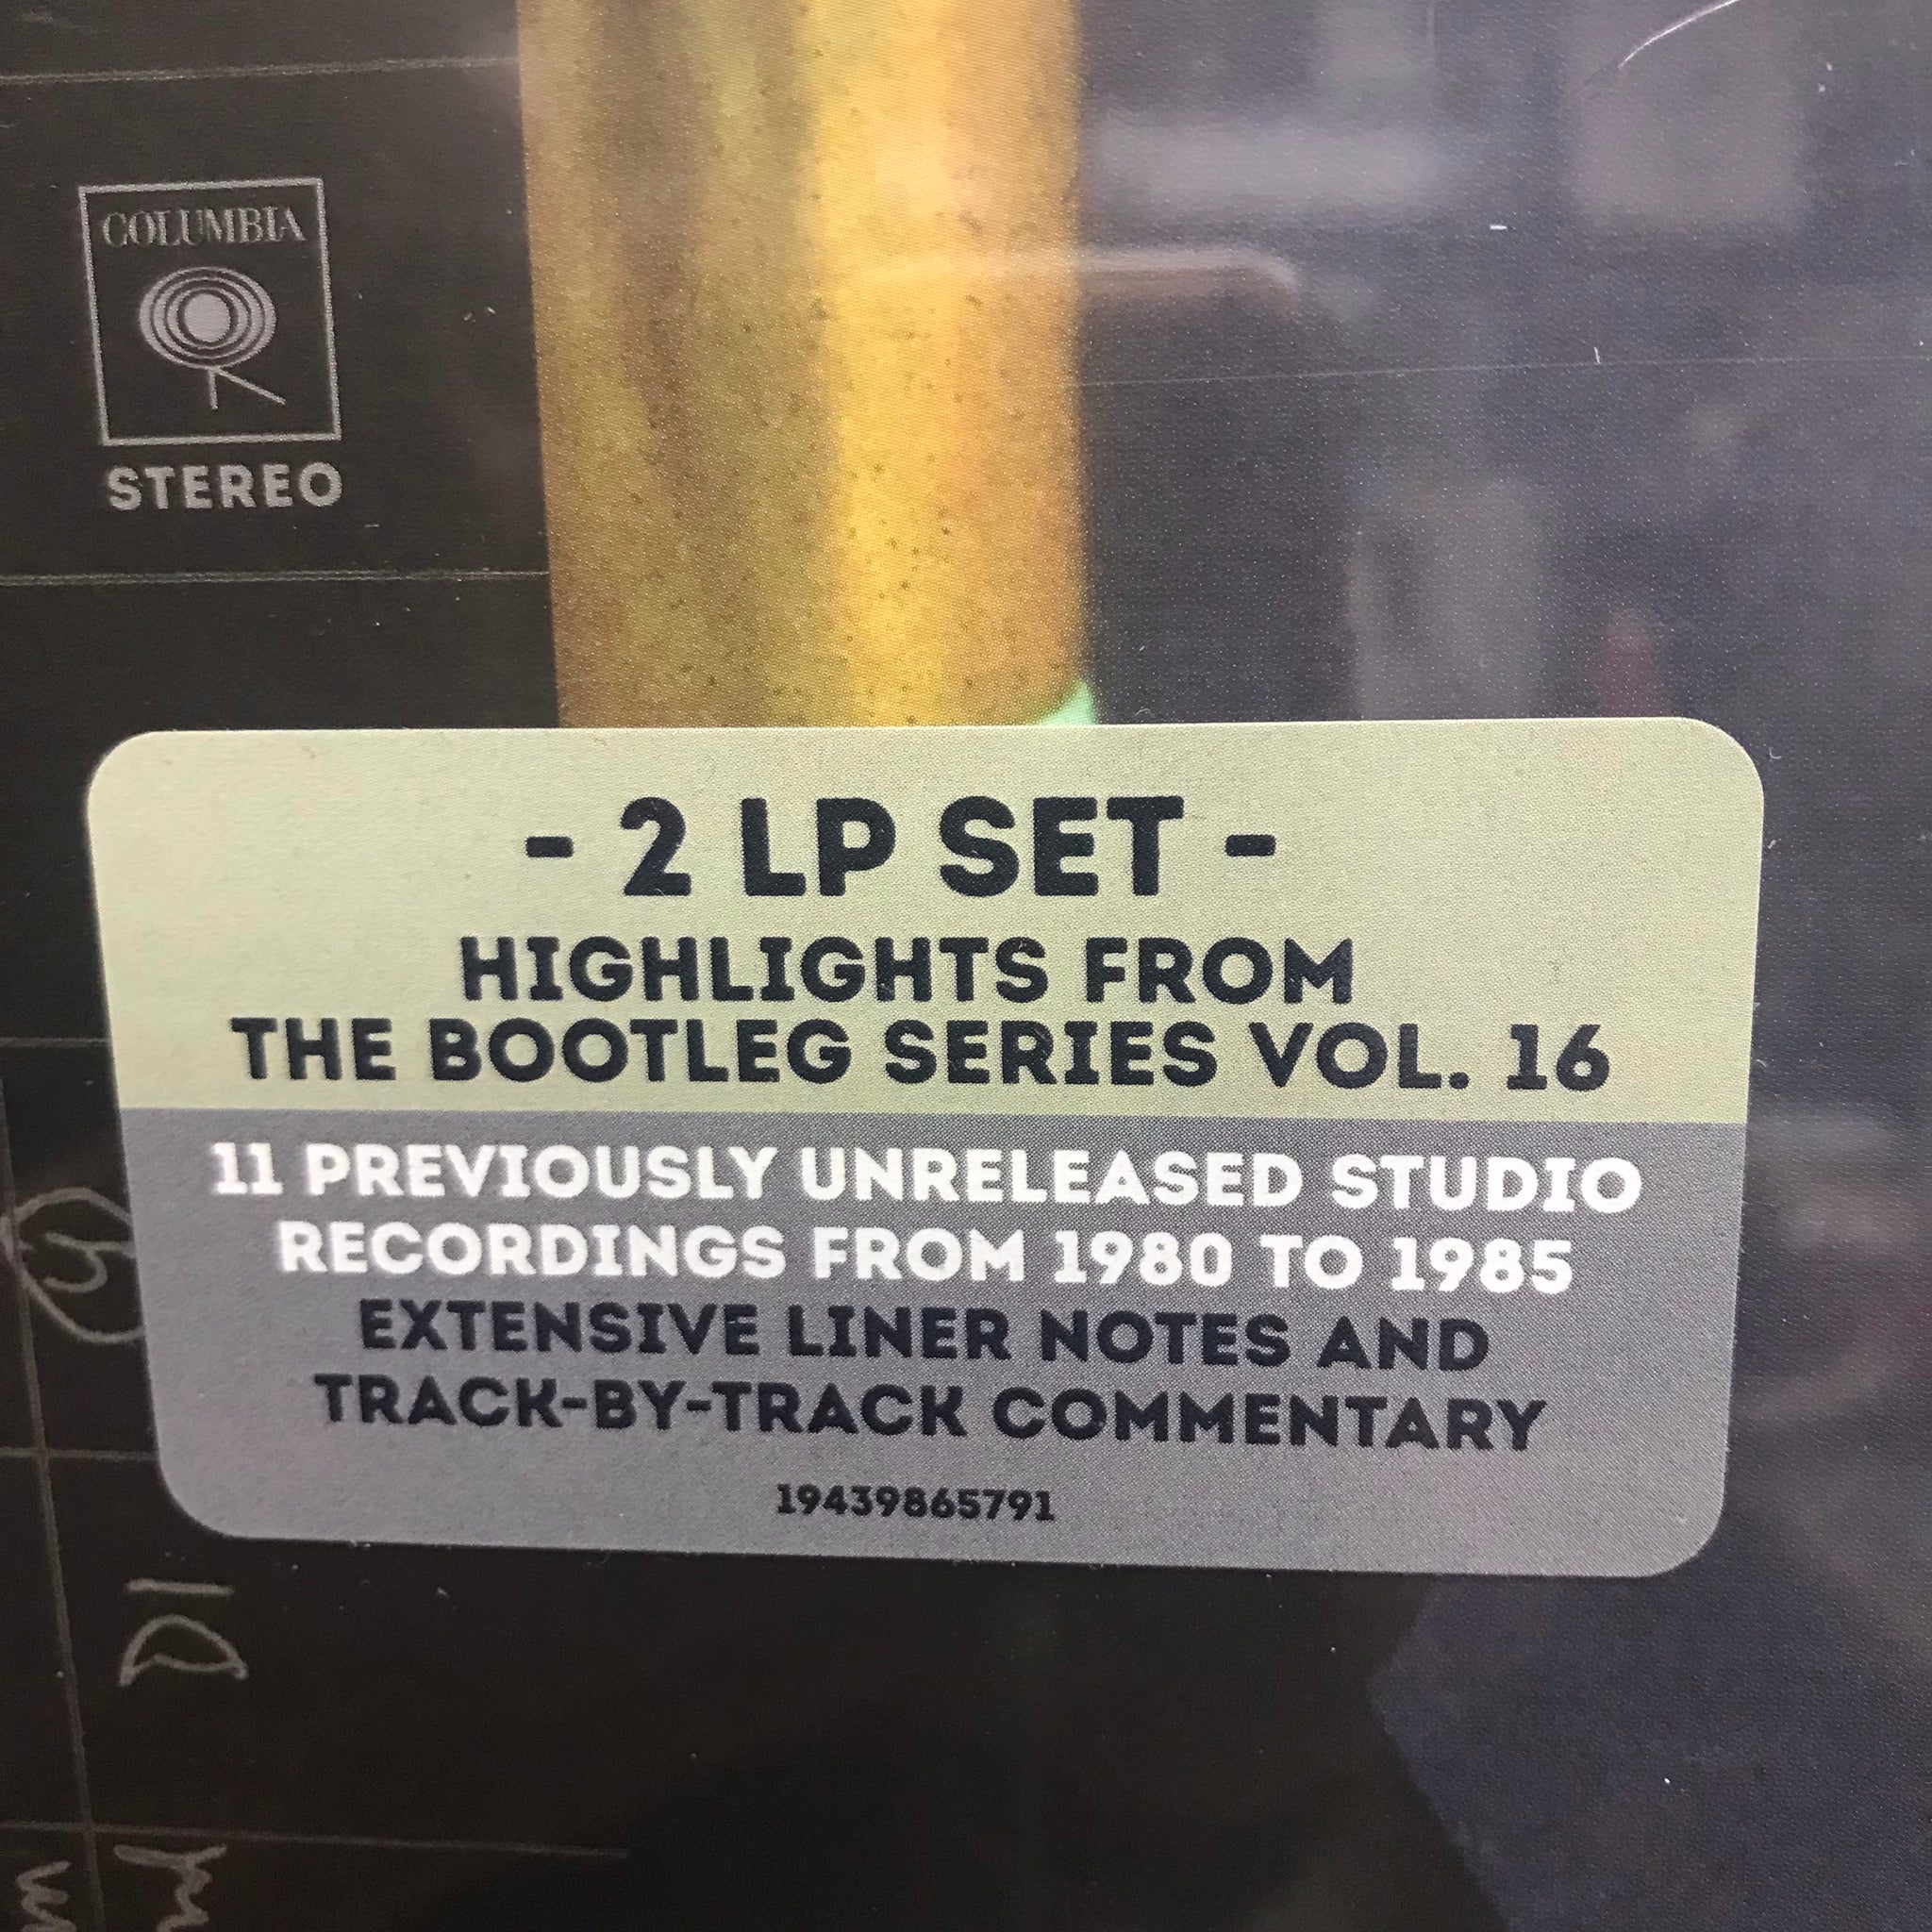 COLUMBIA
STEREO
- 2 LP SET -
HIGHLIGHTS FROM
THE BOOTLEG SERIES VOL. 16
11 PREVIOUSLY UNRELEASED STUDIO
RECORDINGS FROM 1980 TO 1985
EXTENSIVE LINER NOTES AND
TRACK-BY-TRACK COMMENTARY
19439865791